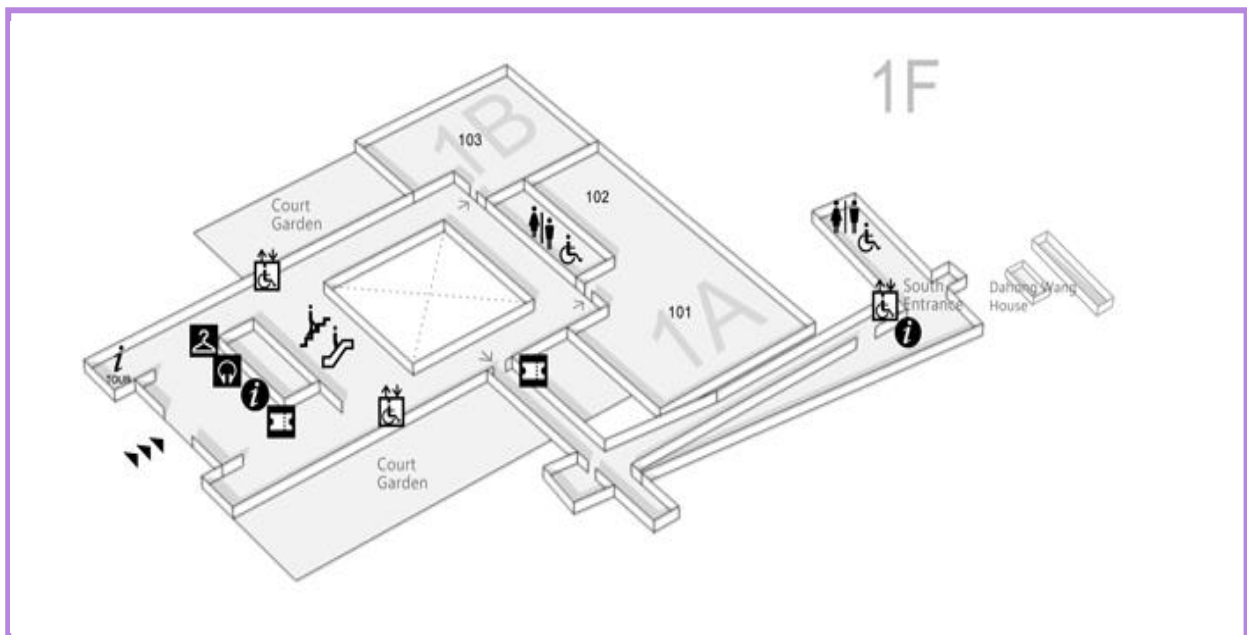 1F
1B
103
102
Court
Garden
101
1A
South
Entrance
Dahong Wang
House
i
TOUR
i
i
Court
Garden